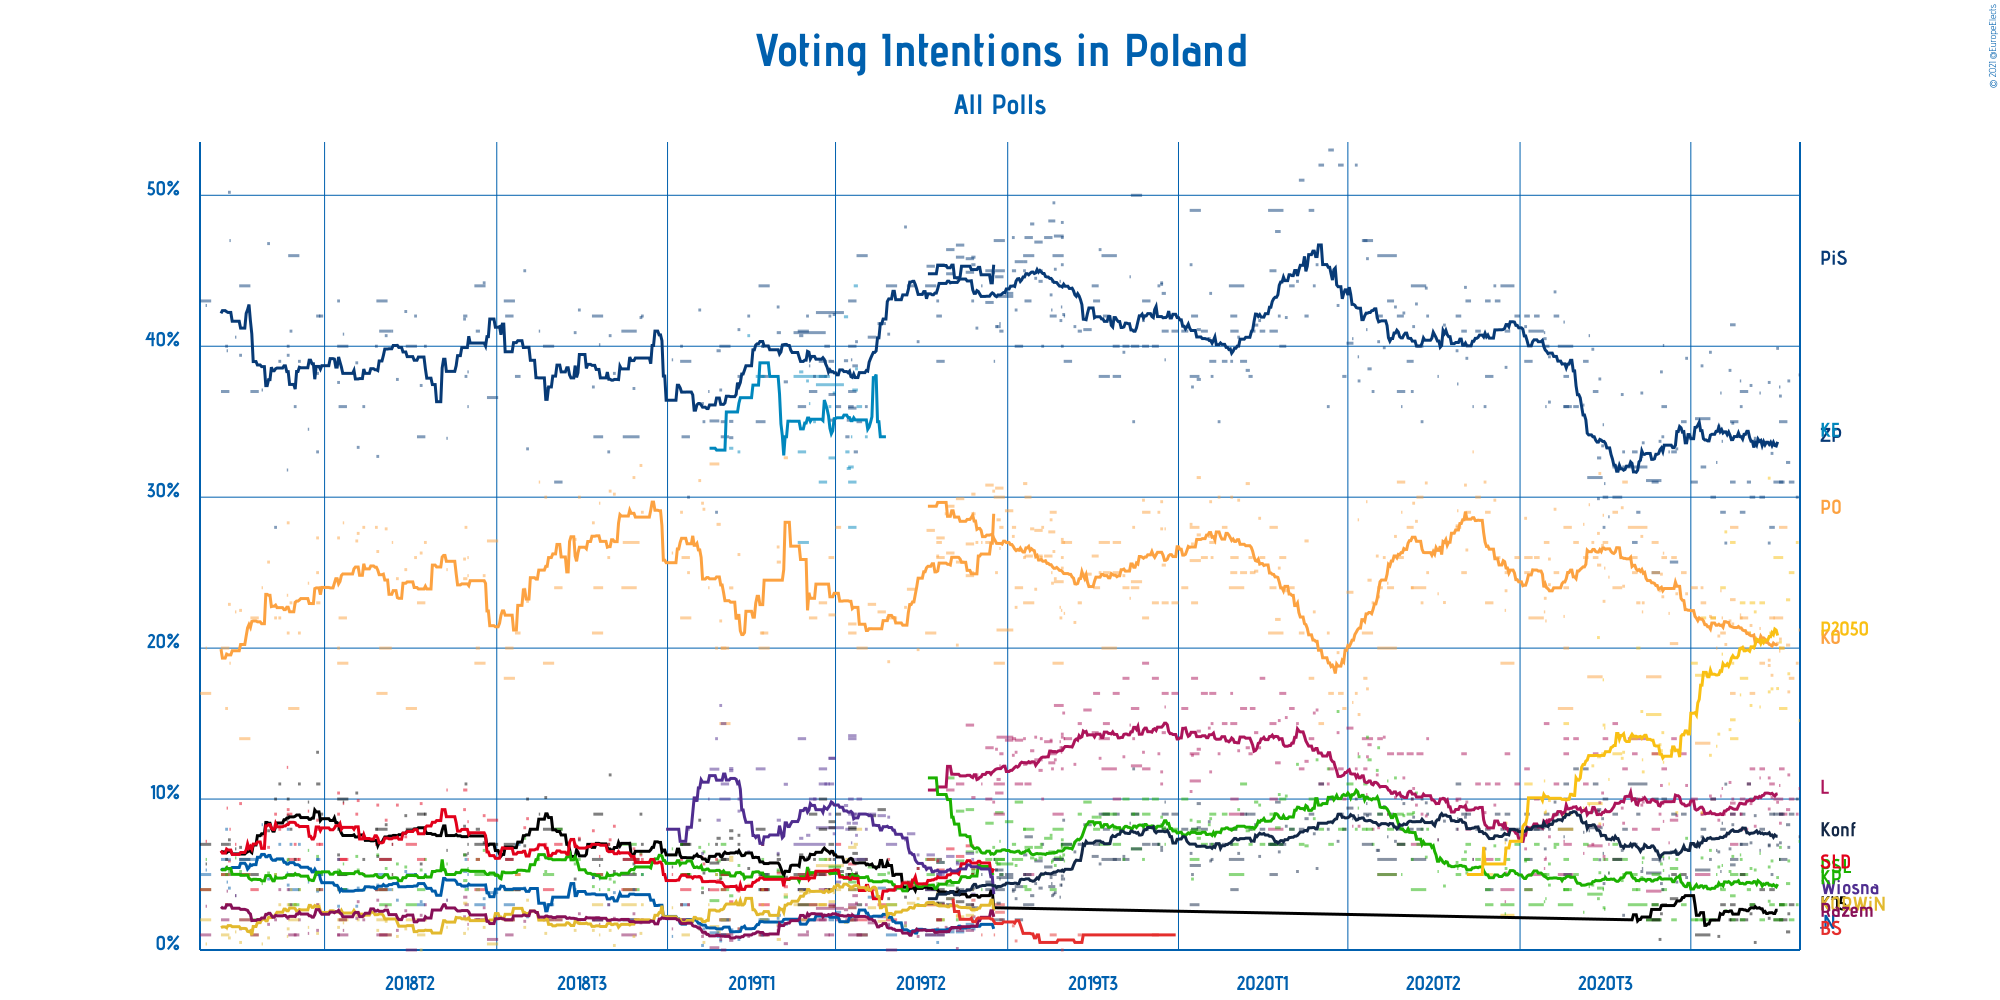 © 2021 @EuropeElects
Voting Intentions in Poland
All Polls
50%
40%
30%
20%
10%
0%
PiS
ZP
PO
P2050
KO
L
Konf
SLD
KP
Wiosna
KORWiN
Razem
N
BS
2018T2
2018T3
2019T1
2019T2
2019T3
2020T1
2020T2
2020T3